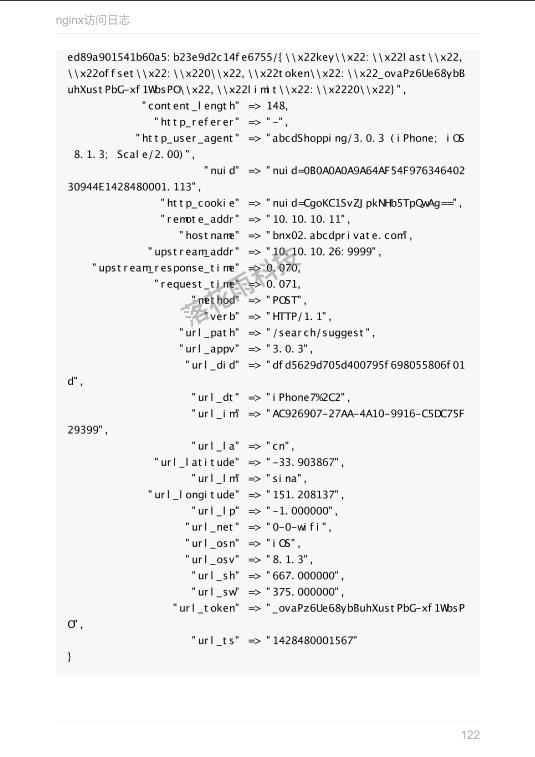 nginx访问日志
ed89a901541b60a5: b23e9d2c14fe6755/{ \\x22key\\x22: \\x22last\\x22,
\\x22offset\\x22: \\x220\\x22, \\x22token\\x22: \\x22_ovaPz6Ue68ybB
uhXustPbG-xf1WbsPO\\x22, \\x22limit\\x22: \\x2220\\x22}",
"content_length" => 148,
"http_referer" => "-",
"http_user_agent" => "abcdShopping/3.0.3 (iPhone; iOS
8.1.3; Scale/2.00)",
"nuid" => "nuid=0B0A0A0A9A64AF54F976346402
30944E1428480001.113",
"http_cookie" => "nuid=CgoKC1SvZJpkNHb5TpQwAg==",
"remote_addr" => "10.10.10.11",
"hostname" => "bnx02.abcdprivate.com",
"upstream_addr" => "10.10.10.26:9999",
"upstream_response_time" => 0.070,
"request_time" => 0.071,
"method" => "POST",
"verb" => "HTTP/1.1",
"url_path" => "/search/suggest",
"url_appv" => "3.0.3",
"url_did" => "dfd5629d705d400795f698055806f01
d",
"url_dt" => "iPhone7%2C2",
"url_im" => "AC926907-27AA-4A10-9916-C5DC75F
29399",
"url_la" => "cn",
"url_latitude" => "-33.903867",
"url_lm" => "sina",
"url_longitude" => "151.208137",
"url_lp" => "-1.000000",
"url_net" => "0-0-wifi",
"url_osn" => "iOS",
"url_osv" => "8.1.3",
"url_sh" => "667.000000",
"url_sw" => "375.000000",
"url_token" => "_ovaPz6Ue68ybBuhXustPbG-xf1WbsP
O",
"url_ts" => "1428480001567"
}
落花雨科技
122